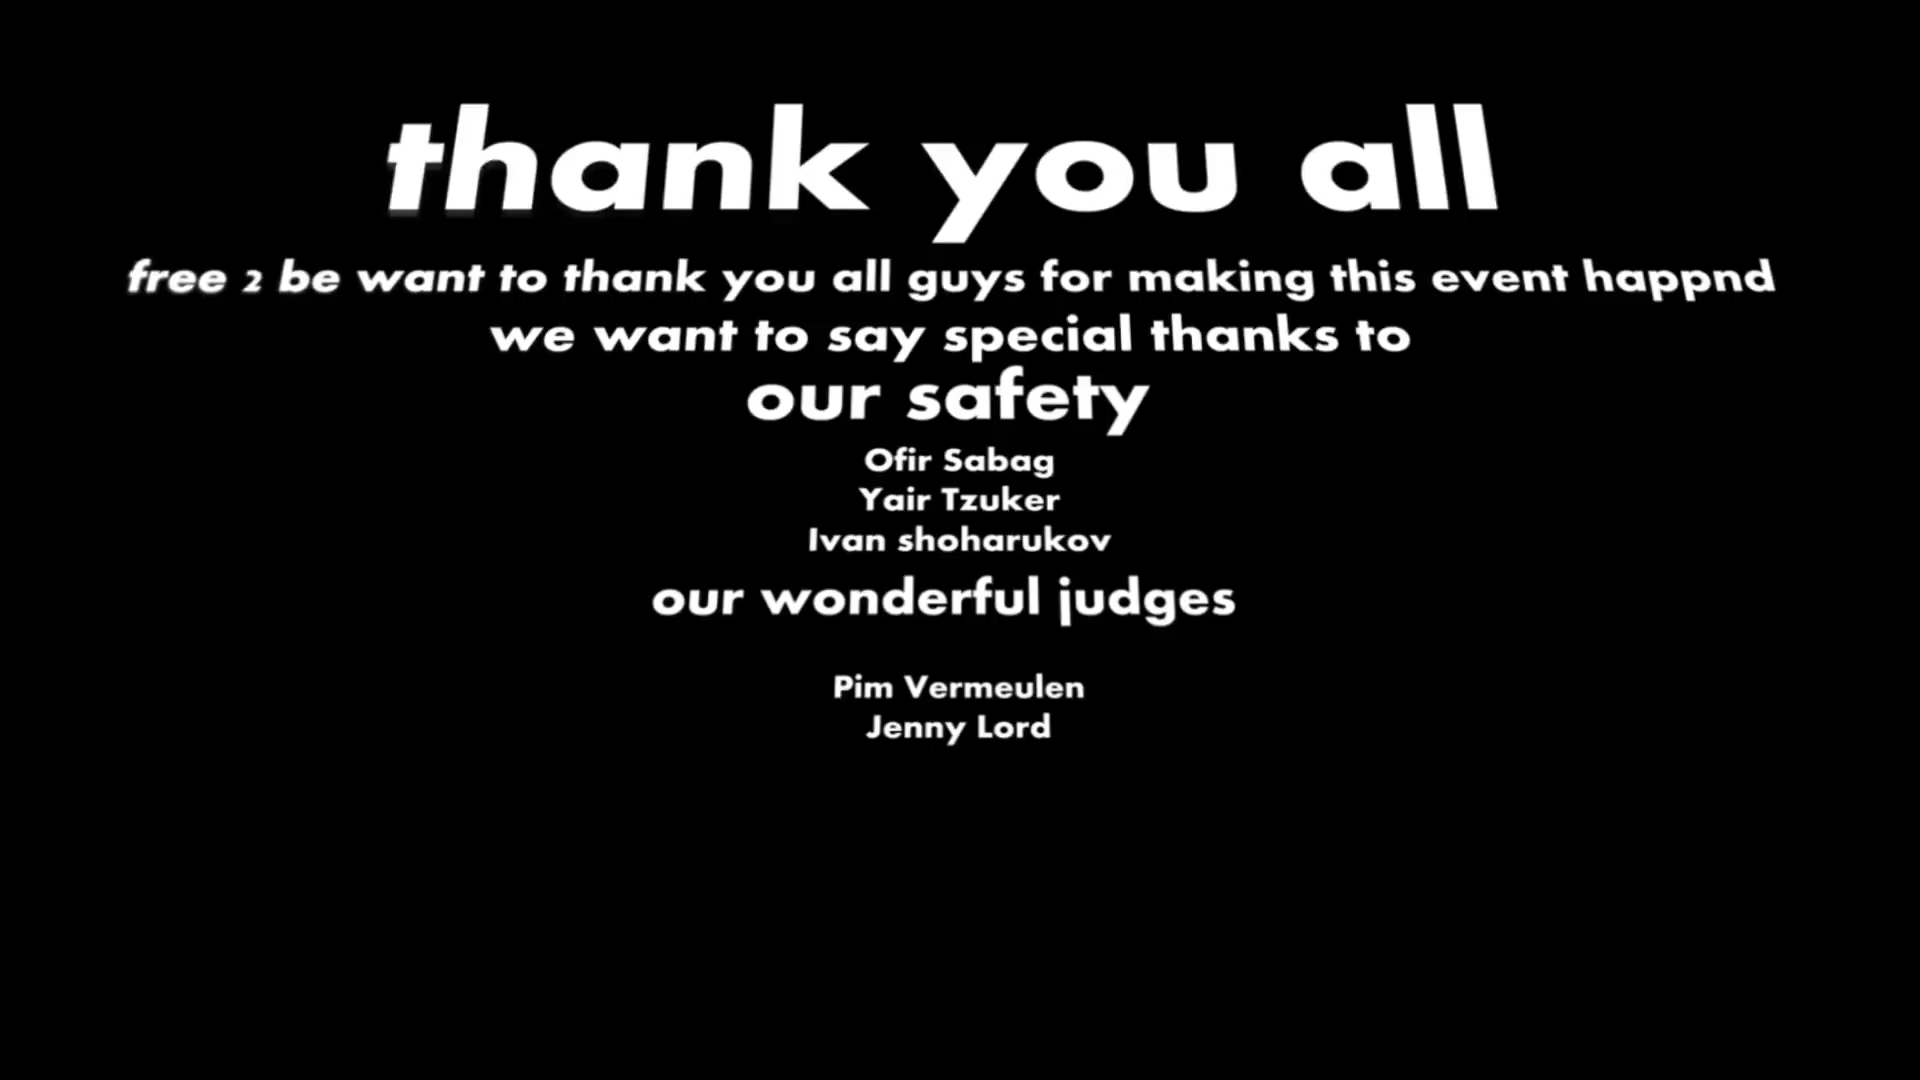 thank you all
free 2 be want to thank you all guys for making this event happnd
we want to say special thanks to
our safety
Ofir Sabag
Yair Tzuker
Ivan shoharukov
our wonderful judges
Pim Vermeulen
Jenny Lord